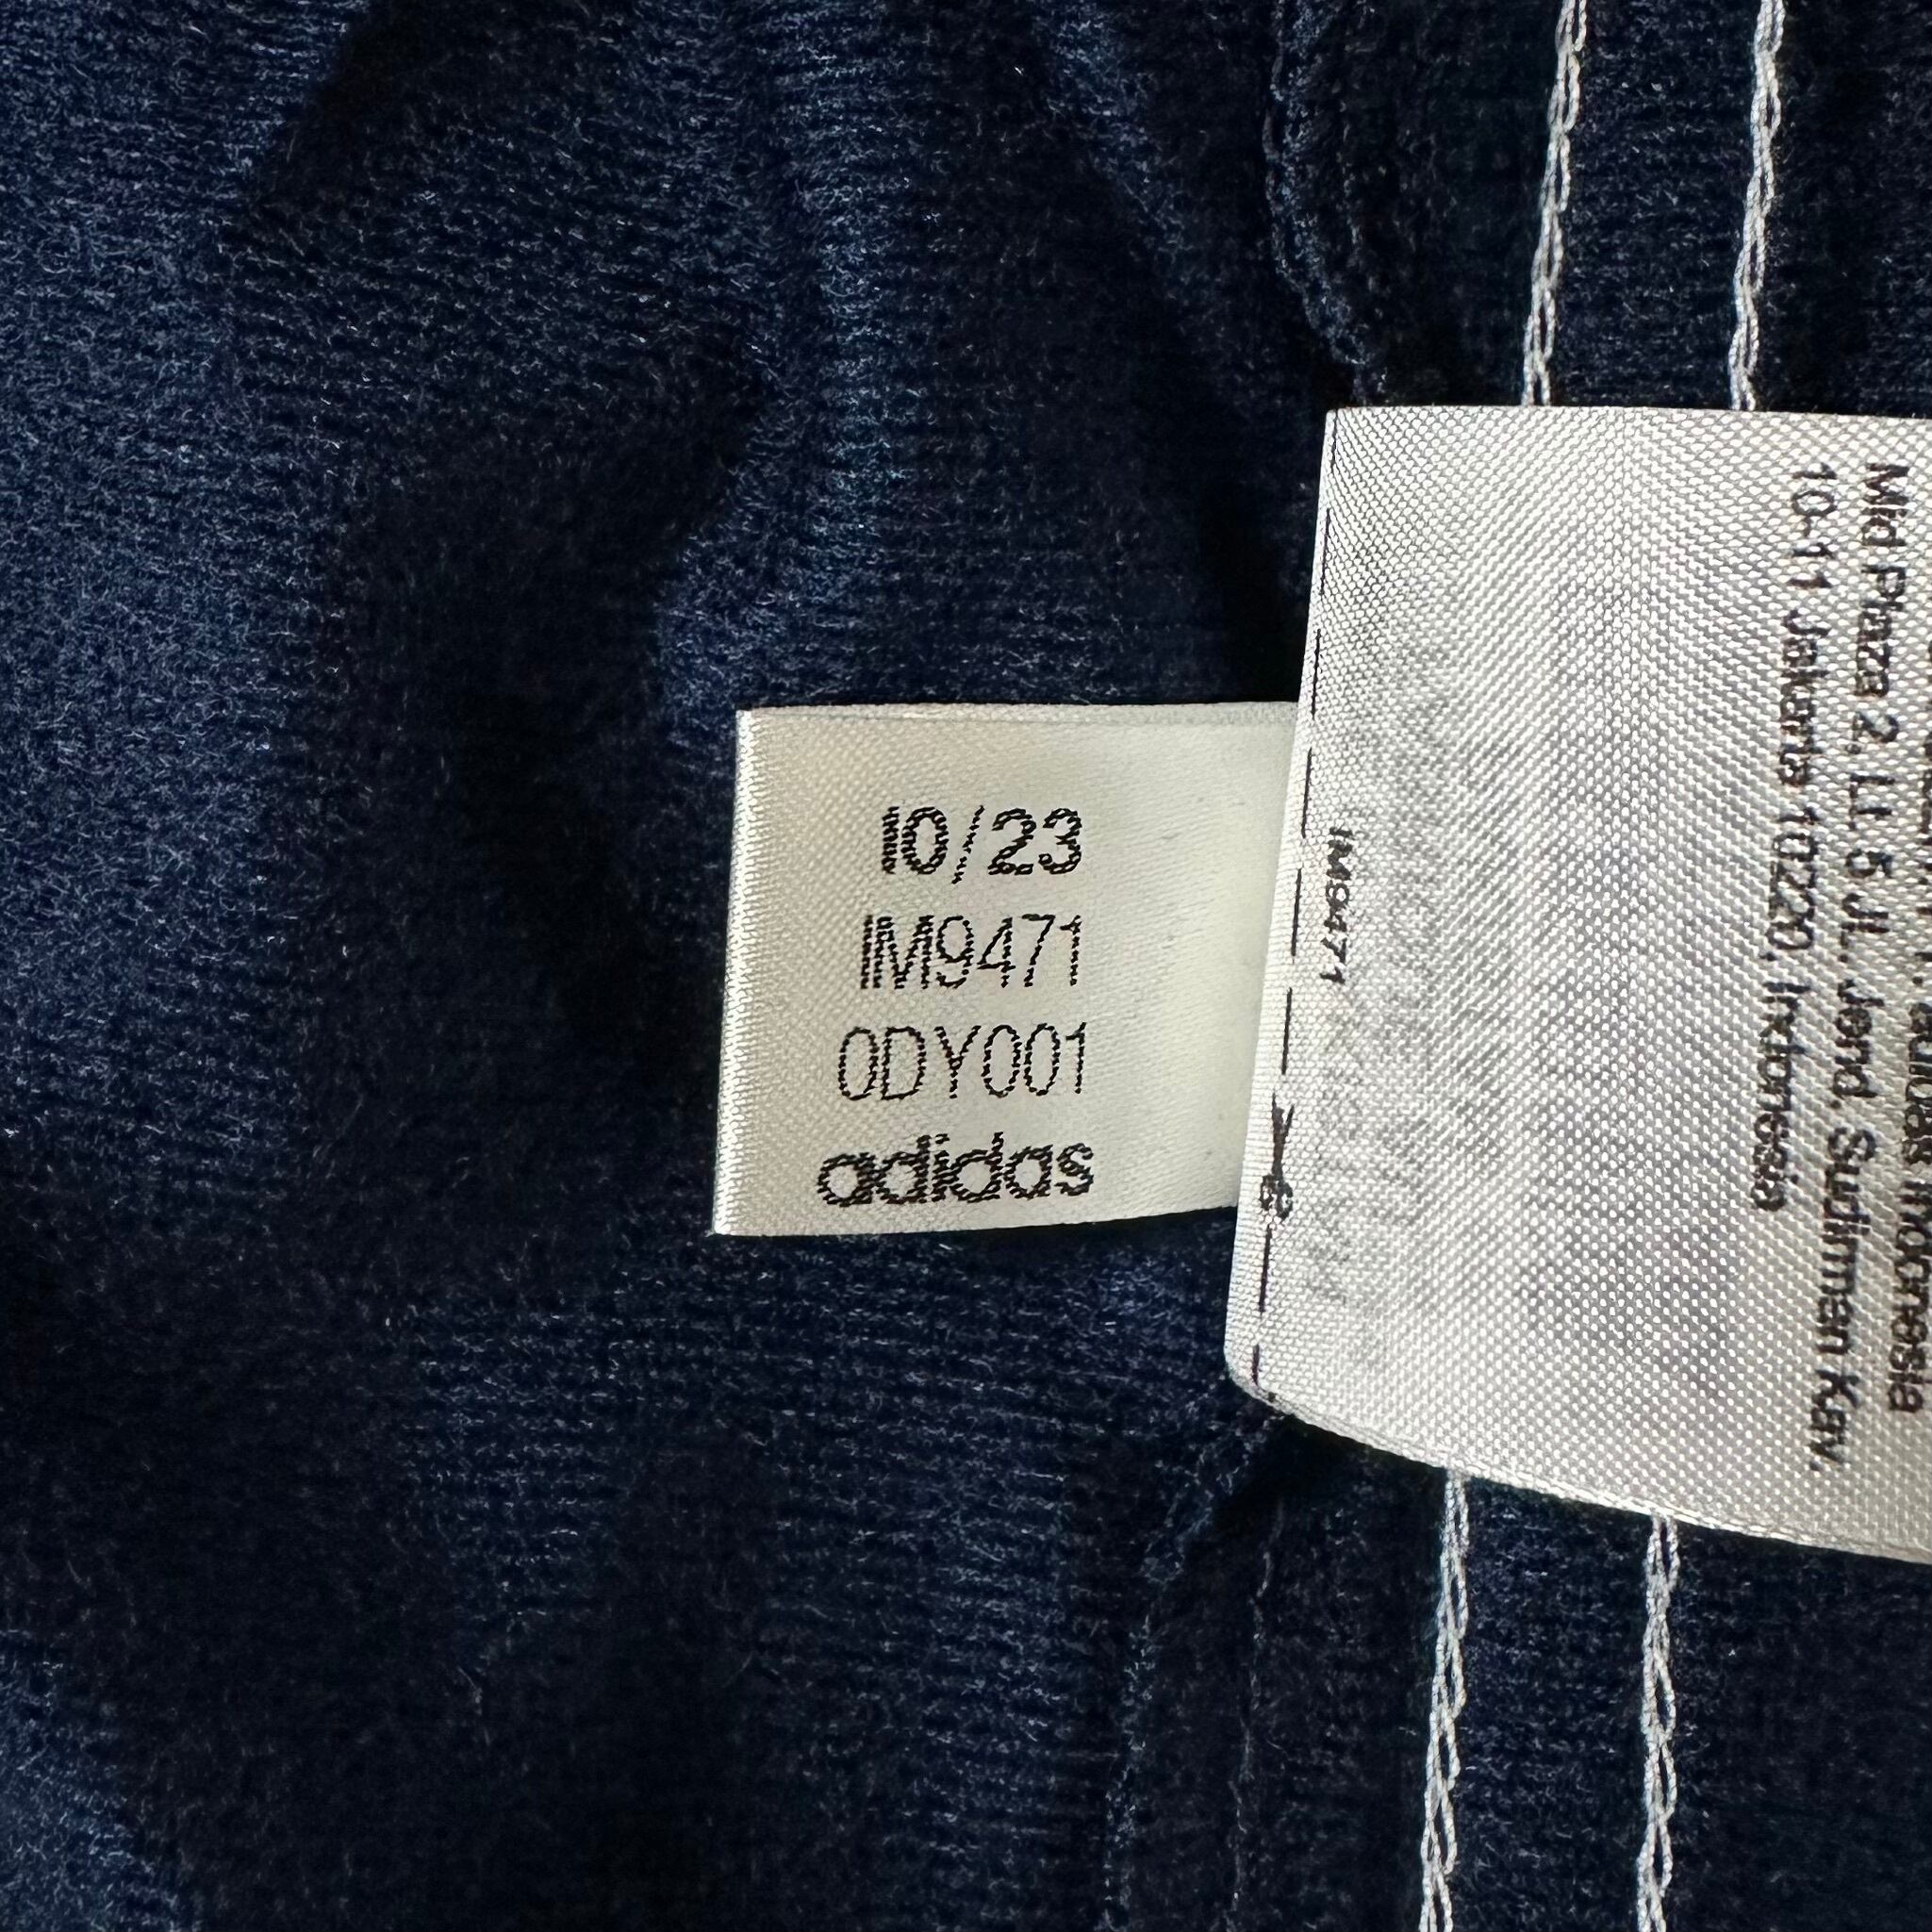 10/23
IM9471
0DY001
adidas
IM9471
Indonesia
Mid Plaza 2, Lt. 5 JL. Jend. Sudirman Kav.
10-11 Jakarta 10220, Indonesia